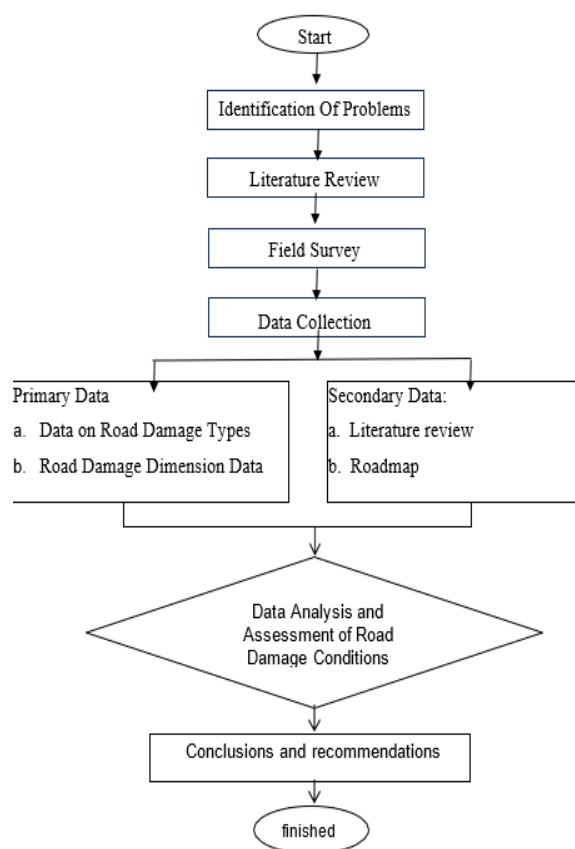 Start
Identification Of Problems
Literature Review
Field Survey
Data Collection
Primary Data
a. Data on Road Damage Types
b. Road Damage Dimension Data
Secondary Data:
a. Literature review
b. Roadmap
Data Analysis and
Assessment of Road
Damage Conditions
Conclusions and recommendations
finished